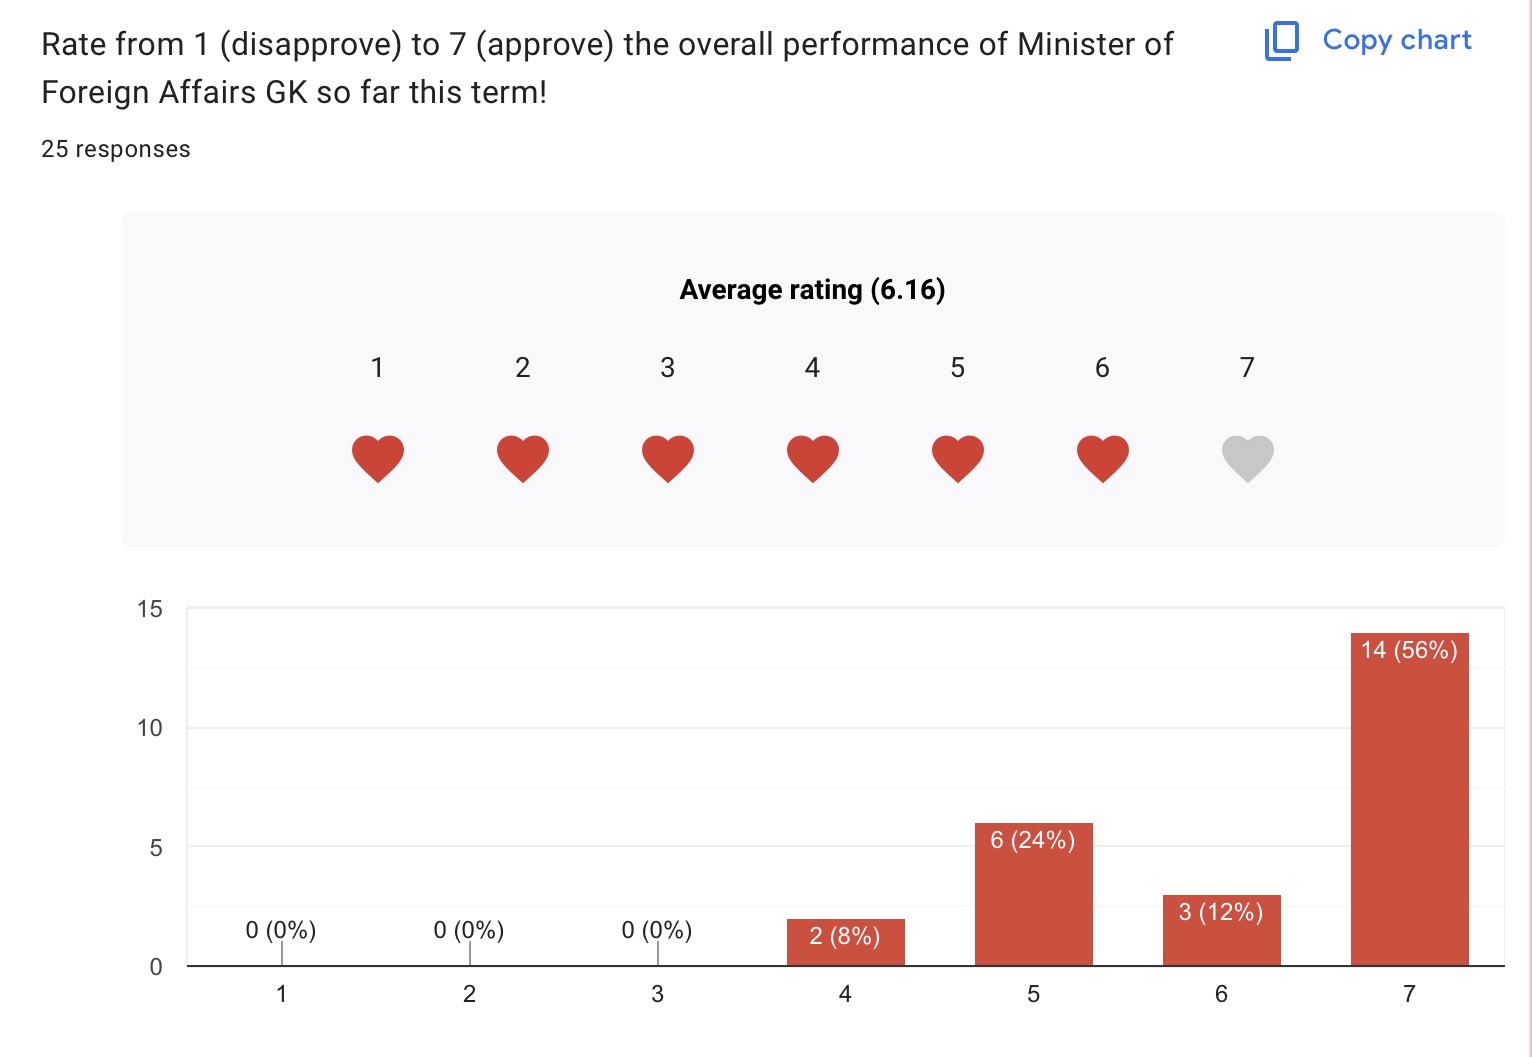 Rate from 1 (disapprove) to 7 (approve) the overall performance of Minister of
Foreign Affairs GK so far this term!
Copy chart
25 responses
Average rating (6.16)
1 2 3 4 5 6 7
15
10
5
0
0 (0%) 0 (0%) 0 (0%) 2 (8%) 6 (24%) 3 (12%) 14 (56%)
1 2 3 4 5 6 7